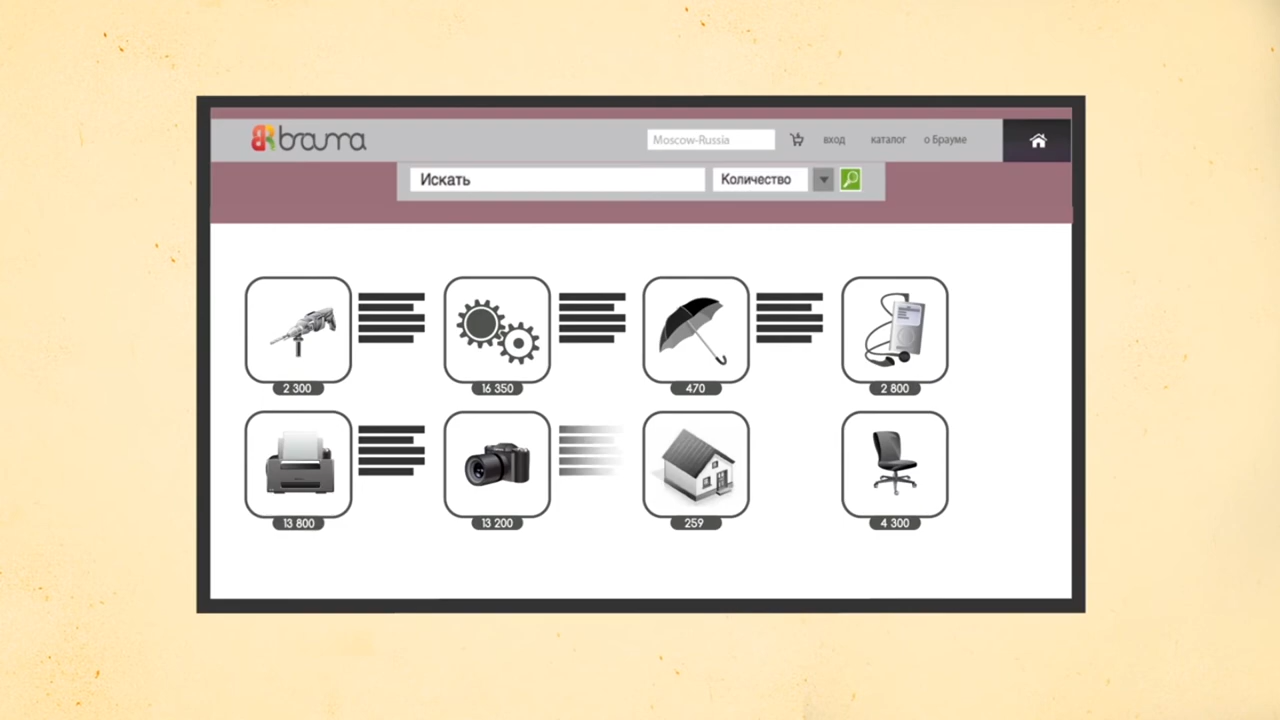 brauma
Moscow-Russia
вход
каталог
о Брауме
Искать
Количество
2 300
16 350
470
2 800
13 800
13 200
259
4 300